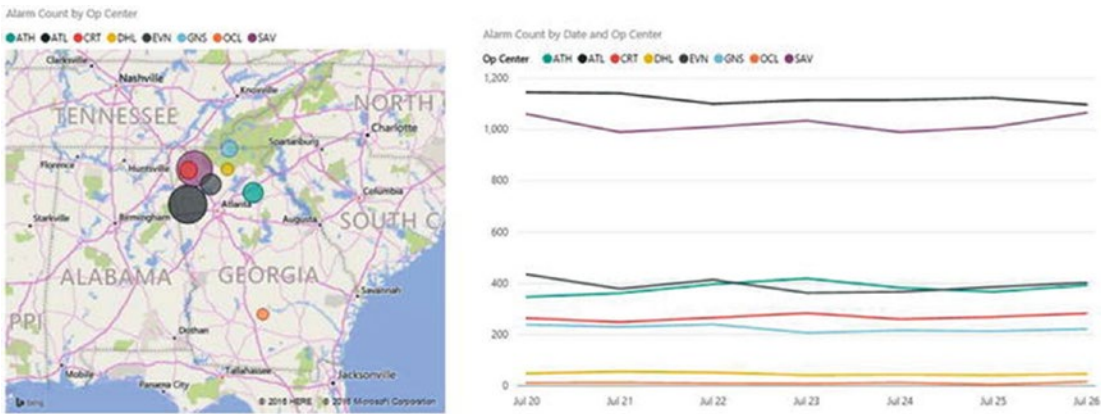 Alarm Count by Op Center
ATH ATL CRT DHL EVN GNS OCL SAV
Clarksville
Nashville
Knoxville
TENNESSEE
NORTH
Charlotte
Spartanburg
Florence
Huntsville
Columbia
Atlanta
Starkville
Birmingham
Augusta
SOUTH C
ALABAMA
GEORGIA
Savannah
PPI
Dothan
Mobile
Tallahassee
Jacksonville
Panama City
bing
© 2016 HERE © 2016 Microsoft Corporation
Alarm Count by Date and Op Center
Op Center ATH ATL CRT DHL EVN GNS OCL SAV
1,200
1,000
800
600
400
200
0
Jul 20 Jul 21 Jul 22 Jul 23 Jul 24 Jul 25 Jul 26